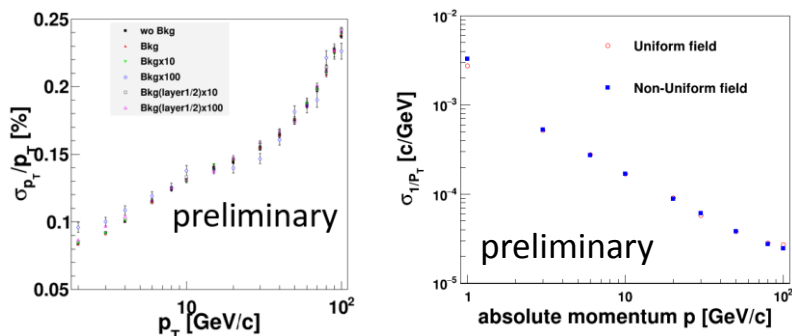 wo Bkg
Bkg
Bkgx10
Bkgx100
Bkg(layer1/2)x10
Bkg(layer1/2)x100
σpT/pT [%]
0.25
0.2
0.15
0.1
0.05
preliminary
10
10²
pT [GeV/c]
Uniform field
Non-Uniform field
σ1/PT [c/GeV]
10⁻²
10⁻³
10⁻⁴
10⁻⁵
preliminary
1
10
10²
absolute momentum p [GeV/c]